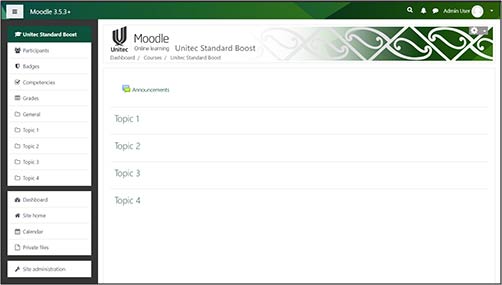 Moodle 3.5.3+
Admin User
Unitec Standard Boost
Participants
Badges
Competencies
Grades
General
Topic 1
Topic 2
Topic 3
Topic 4
Dashboard
Site home
Calendar
Private files
Site administration
Unitec
Moodle
Online learning Unitec Standard Boost
Dashboard / Courses / Unitec Standard Boost
Announcements
Topic 1
Topic 2
Topic 3
Topic 4